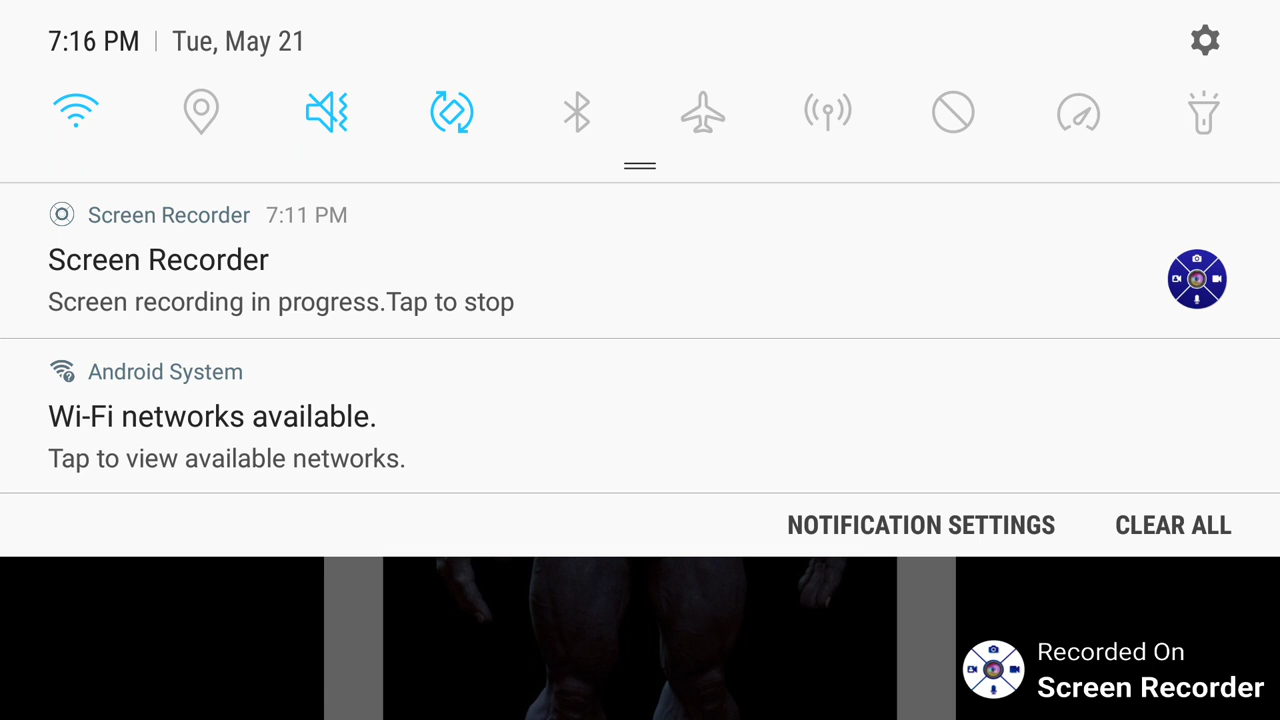 7:16 PM | Tue, May 21
Screen Recorder 7:11 PM
Screen Recorder
Screen recording in progress.Tap to stop
Android System
Wi-Fi networks available.
Tap to view available networks.
NOTIFICATION SETTINGS CLEAR ALL
Recorded On
Screen Recorder